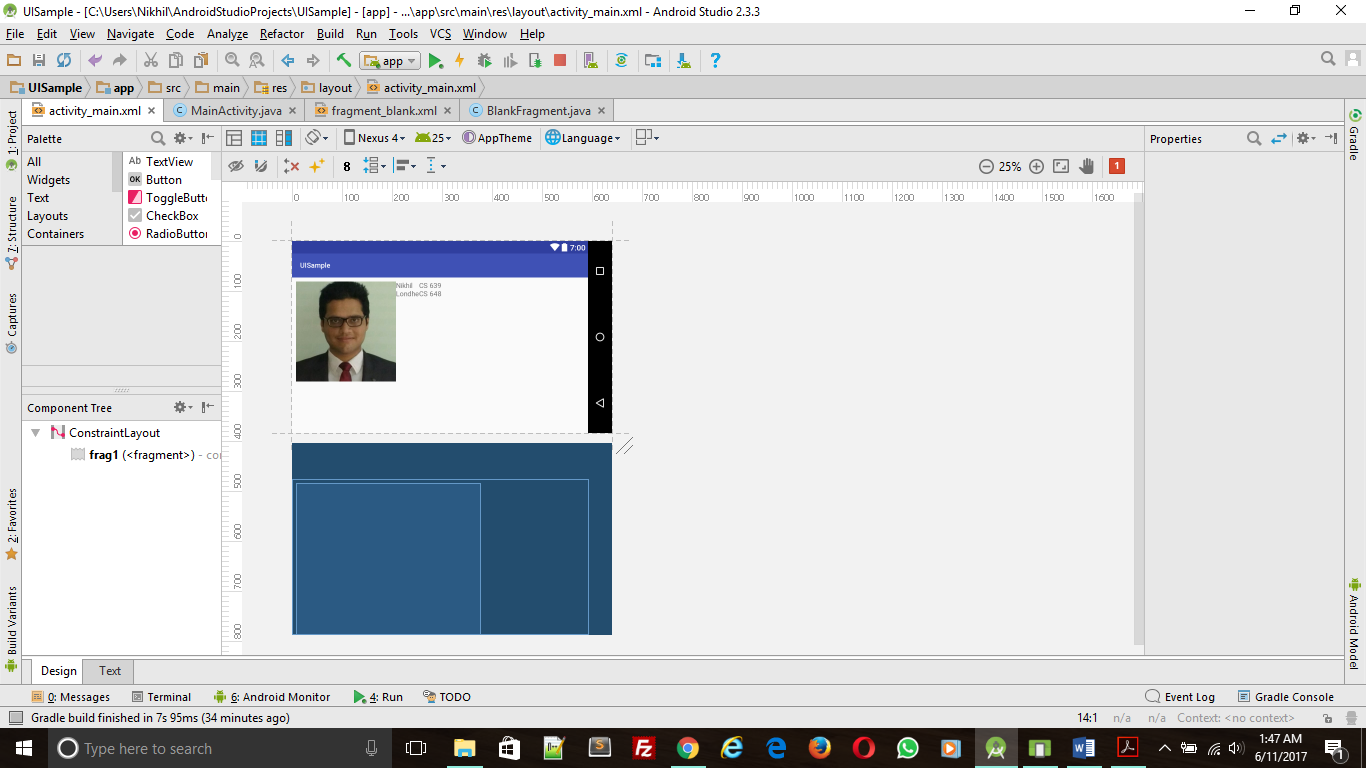 UISample - [C:\Users\Nikhil\AndroidStudioProjects\UISample] - [app] - ...\app\src\main\res\layout\activity_main.xml - Android Studio 2.3.3
File Edit View Navigate Code Analyze Refactor Build Run Tools VCS Window Help
app
UISample app src main res layout activity_main.xml
activity_main.xml MainActivity.java fragment_blank.xml BlankFragment.java
1: Project
7: Structure
Captures
2: Favorites
Build Variants
Palette
All
Widgets
Text
Layouts
Containers
Ab TextView
OK Button
ToggleButt
CheckBox
RadioButtor
Nexus 4 25 AppTheme Language
8
25%
1
Properties
Gradle
Android Model
0 100 200 300 400 500 600 700 800 900 1000 1100 1200 1300 1400 1500 1600
0
100
200
300
400
500
600
700
800
7:00
UISample
Nikhil CS 639
LondheCS 648
Component Tree
ConstraintLayout
frag1 (<fragment>) - co
Design Text
0: Messages Terminal 6: Android Monitor 4: Run TODO Event Log Gradle Console
Gradle build finished in 7s 95ms (34 minutes ago) 14:1 n/a n/a Context: <no context>
Type here to search
1:47 AM
6/11/2017
1